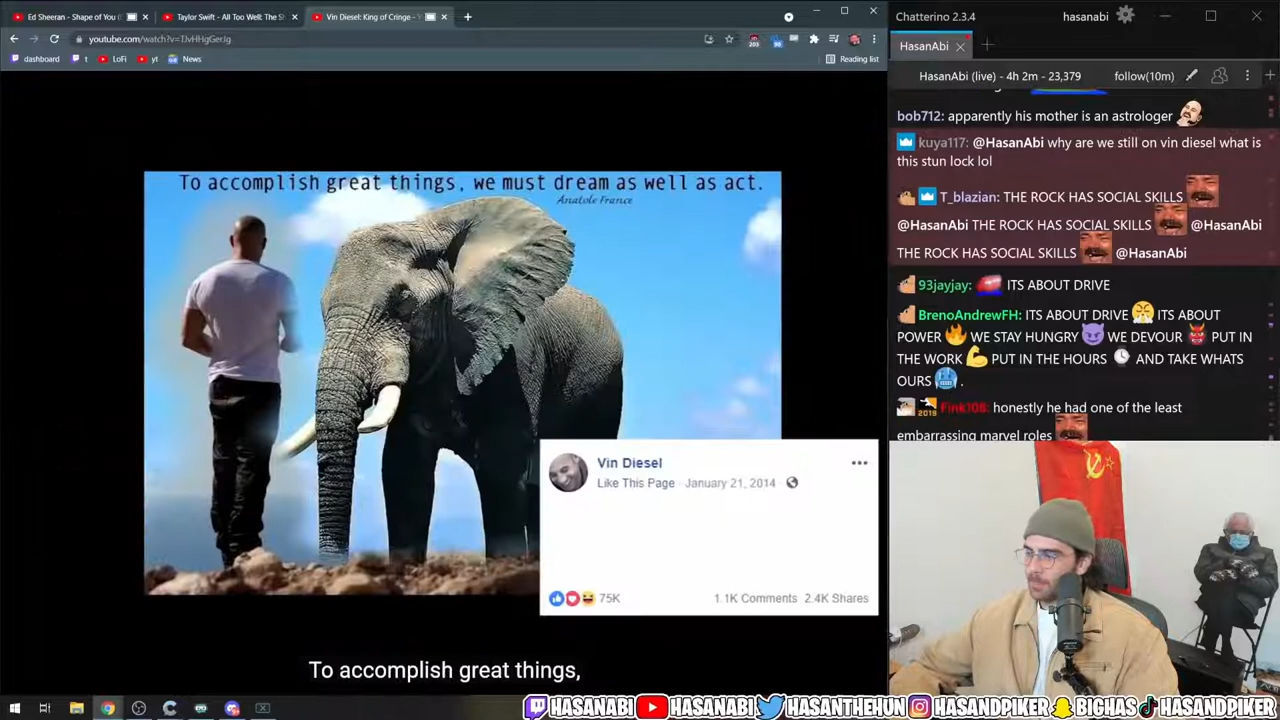 Ed Sheeran - Shape of You (
Taylor Swift - All Too Well: The Sh
Vin Diesel: King of Cringe - Y
youtube.com/watch?v=TJvHHgGerJg
dashboard
t
LoFi
yt
News
Reading list
To accomplish great things, we must dream as well as act.
Anatole France
Vin Diesel
Like This Page · January 21, 2014
75K
1.1K Comments 2.4K Shares
To accomplish great things,
Chatterino 2.3.4
hasanabi
HasanAbi
HasanAbi (live) - 4h 2m - 23,379
follow(10m)
bob712: apparently his mother is an astrologer
kuya117: @HasanAbi why are we still on vin diesel what is
this stun lock lol
T_blazian: THE ROCK HAS SOCIAL SKILLS
@HasanAbi THE ROCK HAS SOCIAL SKILLS @HasanAbi
THE ROCK HAS SOCIAL SKILLS @HasanAbi
93jayjay: ITS ABOUT DRIVE
BrenoAndrewFH: ITS ABOUT DRIVE ITS ABOUT
POWER WE STAY HUNGRY WE DEVOUR PUT IN
THE WORK PUT IN THE HOURS AND TAKE WHATS
OURS .
2019 Fink108: honestly he had one of the least
embarrassing marvel roles
HASANABI HASANABI HASANTHEHUN HASANDPIKER BIGHAS HASANDPIKER